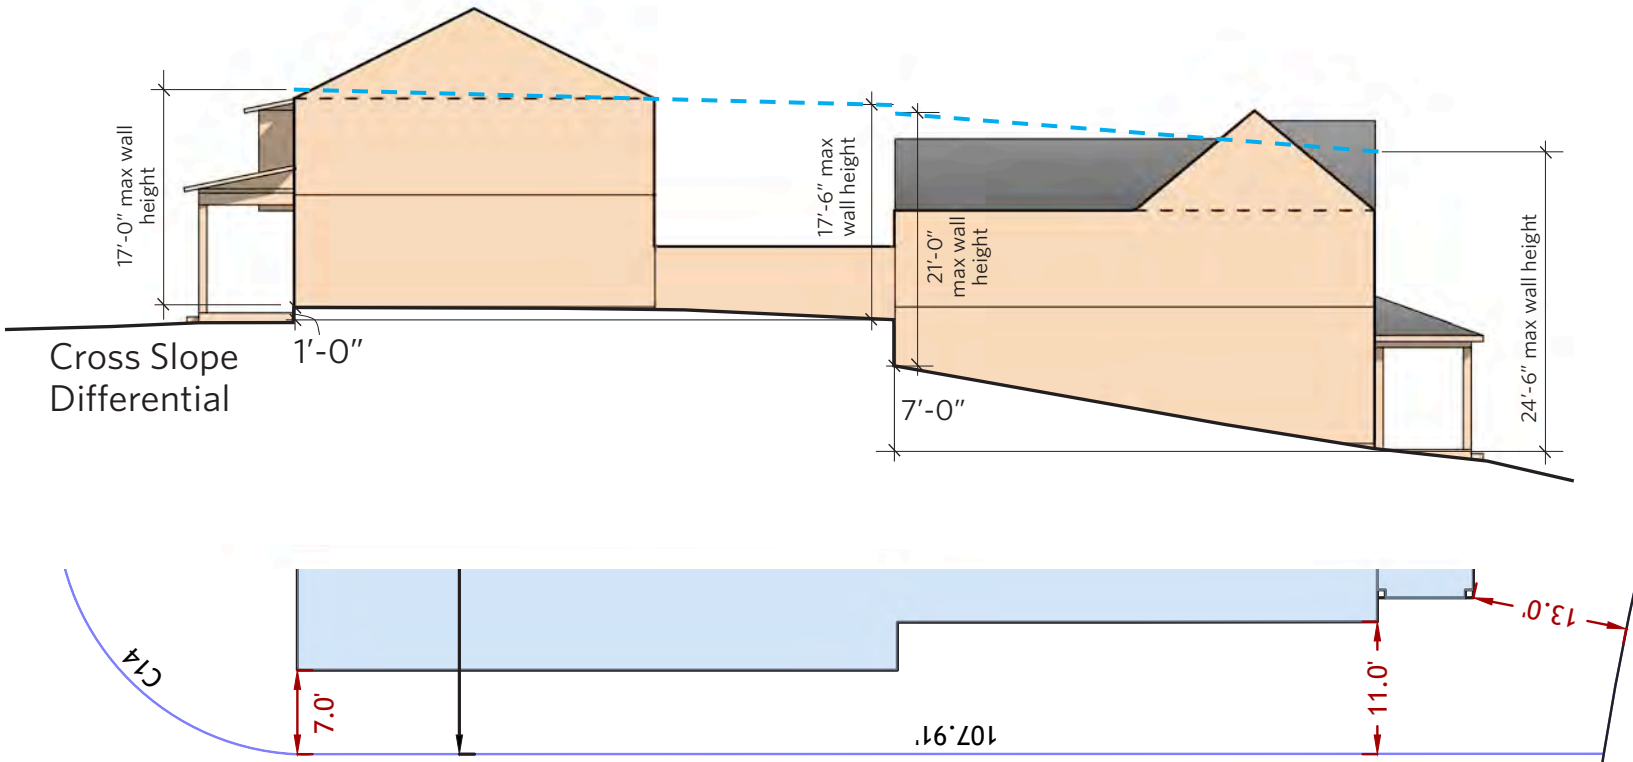 17′-0″ max wall
height
17′-6″ max
wall height
21′-0″
max wall
height
24′-6″ max wall height
Cross Slope
Differential
1′-0″
7′-0″
C14
7.0'
107.91'
11.0'
13.0'